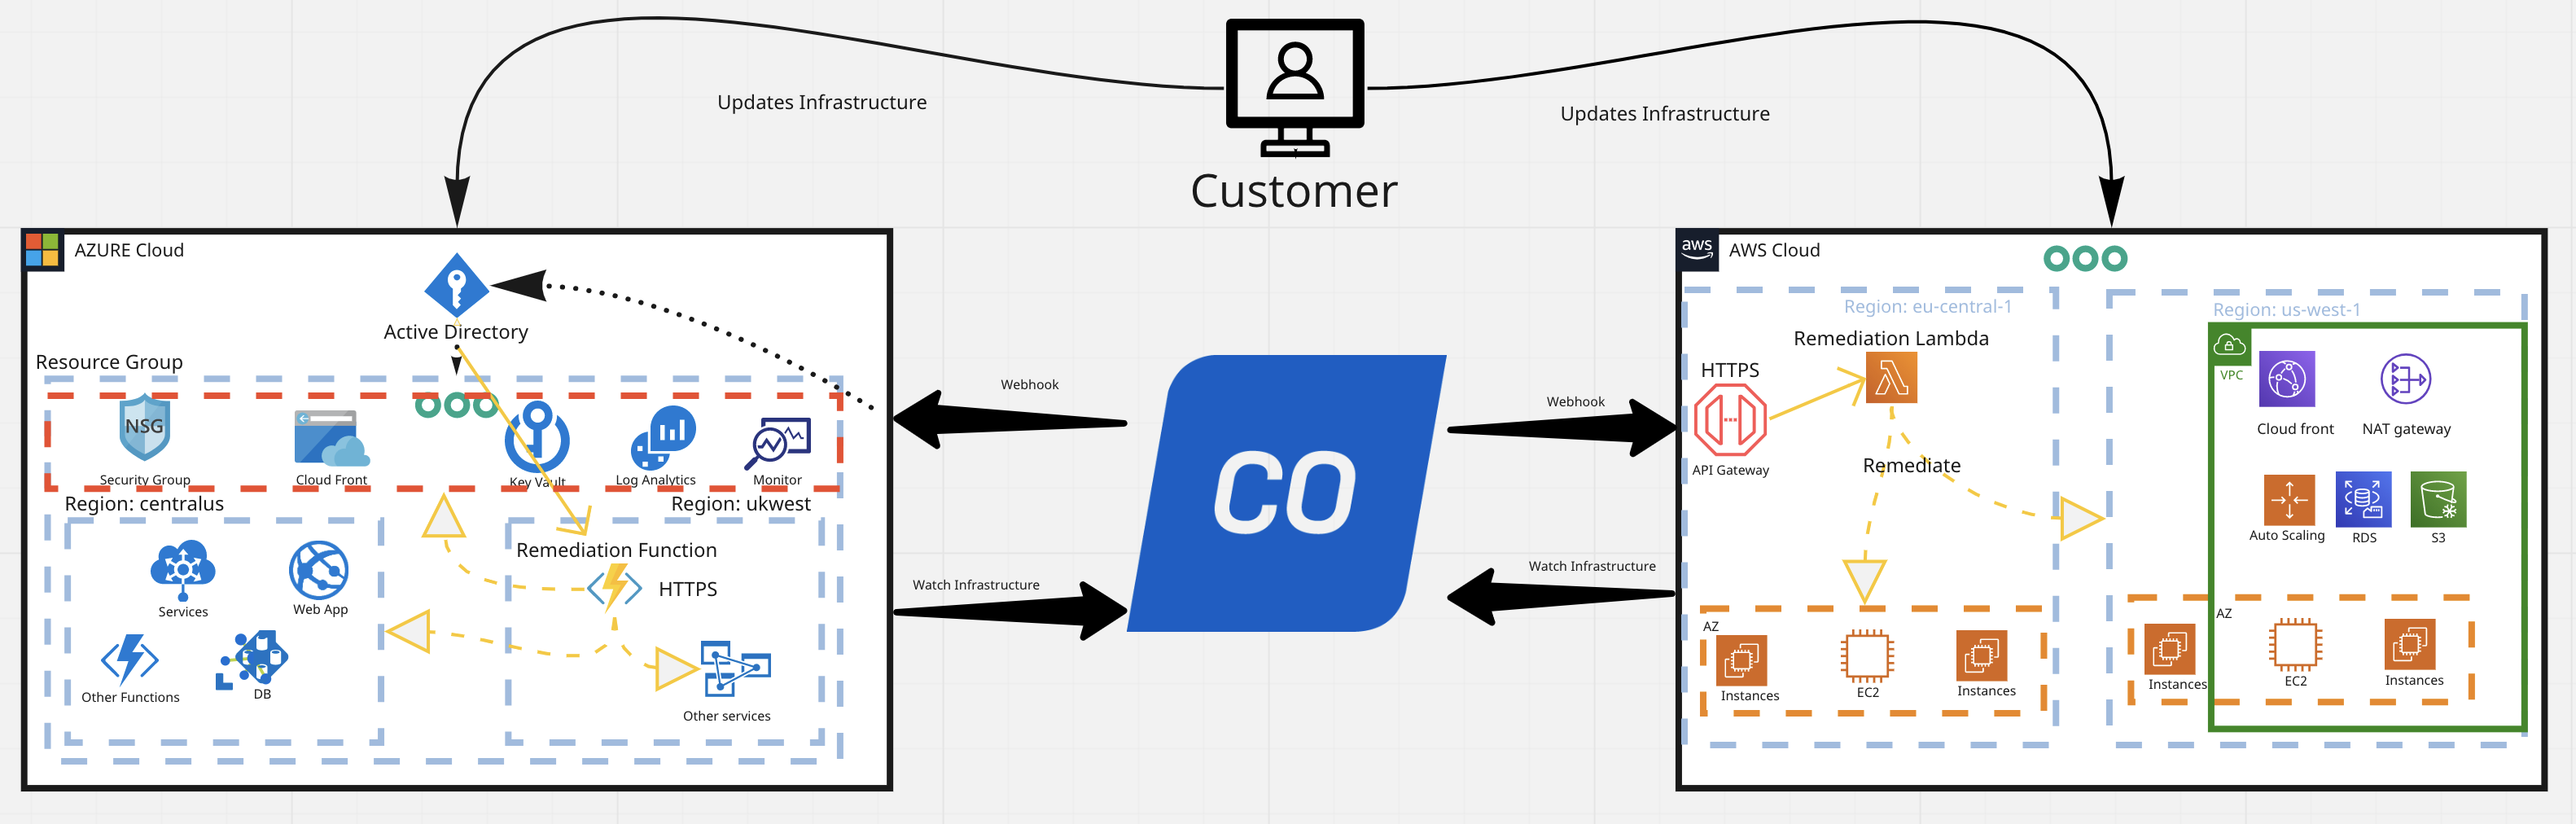 Updates Infrastructure
Updates Infrastructure
Customer
AZURE Cloud
Active Directory
Resource Group
NSG
Security Group
Cloud Front
Key Vault
Log Analytics
Monitor
Region: centralus
Region: ukwest
Services
Web App
Other Functions
DB
Remediation Function
HTTPS
Other services
Webhook
Watch Infrastructure
CO
Webhook
Watch Infrastructure
aws
AWS Cloud
Region: eu-central-1
Remediation Lambda
HTTPS
API Gateway
Remediate
AZ
Instances
EC2
Instances
Region: us-west-1
VPC
Cloud front
NAT gateway
Auto Scaling
RDS
S3
AZ
Instances
EC2
Instances